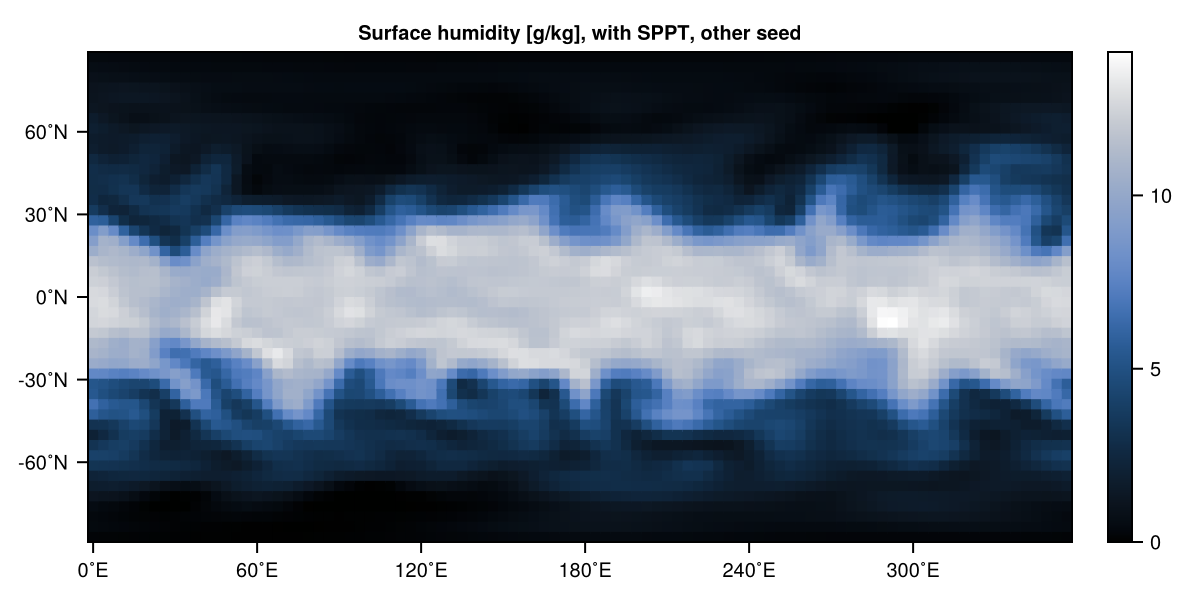 Surface humidity [g/kg], with SPPT, other seed
60˚N
30˚N
0˚N
-30˚N
-60˚N
0˚E
60˚E
120˚E
180˚E
240˚E
300˚E
10
5
0